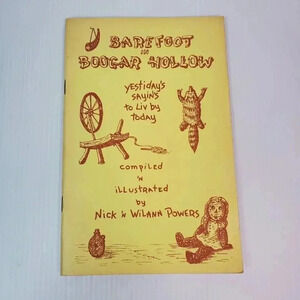 BAREFOOT
IN
BOOGAR HOLLOW
YESTIDAY'S
SAYIN'S
TO LIV BY
TODAY
COMPILED
'N
ILLUSTRATED
BY
NICK 'N WILANN POWERS